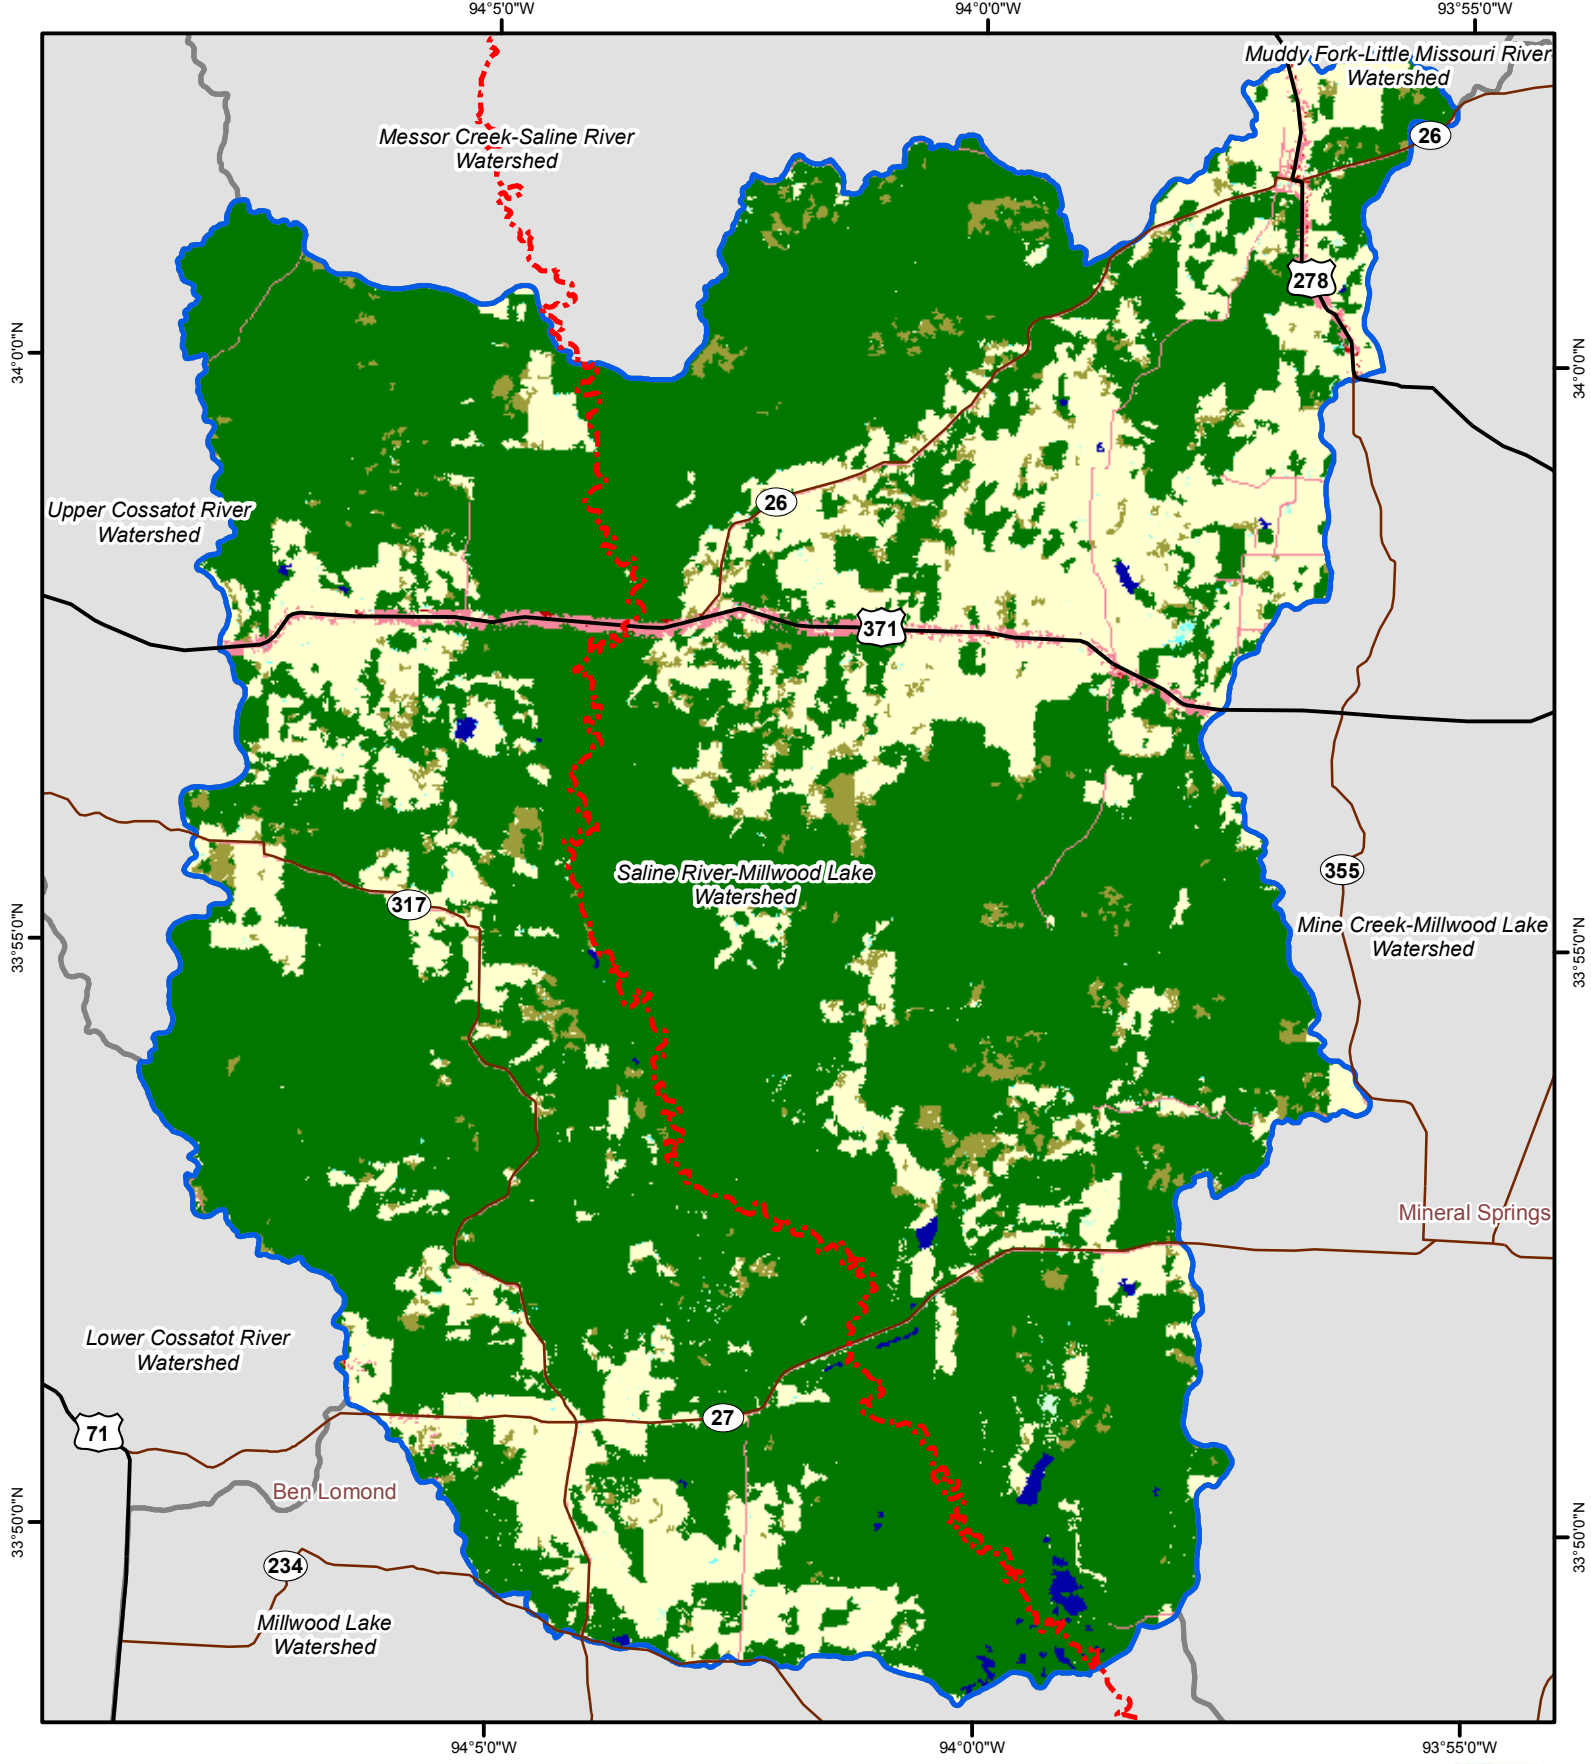 94°5'0"W
94°0'0"W
93°55'0"W
Muddy Fork-Little Missouri River
Watershed
26
Messor Creek-Saline River
Watershed
278
34°0'0"N
34°0'0"N
26
Upper Cossatot River
Watershed
371
Saline River-Millwood Lake
Watershed
355
317
Mine Creek-Millwood Lake
Watershed
33°55'0"N
33°55'0"N
Mineral Springs
Lower Cossatot River
Watershed
27
71
Ben Lomond
33°50'0"N
33°50'0"N
234
Millwood Lake
Watershed
94°5'0"W
94°0'0"W
93°55'0"W